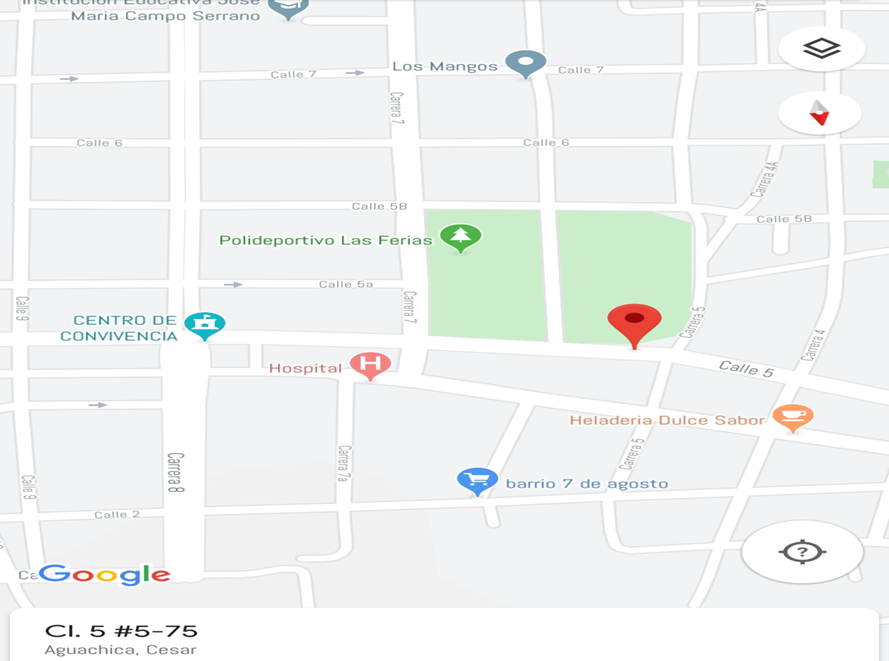 Institución Educativa José
Maria Campo Serrano
4A
Los Mangos
Calle 7
Calle 7
Carrera 7
Calle 6
Calle 6
Carrera 4A
Calle 5B
Calle 5B
Polideportivo Las Ferias
Calle 5a
Calle 9
Carrera 7
CENTRO DE
CONVIVENCIA
Carrera 5
Carrera 4
Hospital
Calle 5
Heladeria Dulce Sabor
Carrera 5
Carrera 8
Carrera 7a
Calle 9
barrio 7 de agosto
Calle 2
?
Ca
Google
Cl. 5 #5-75
Aguachica, Cesar